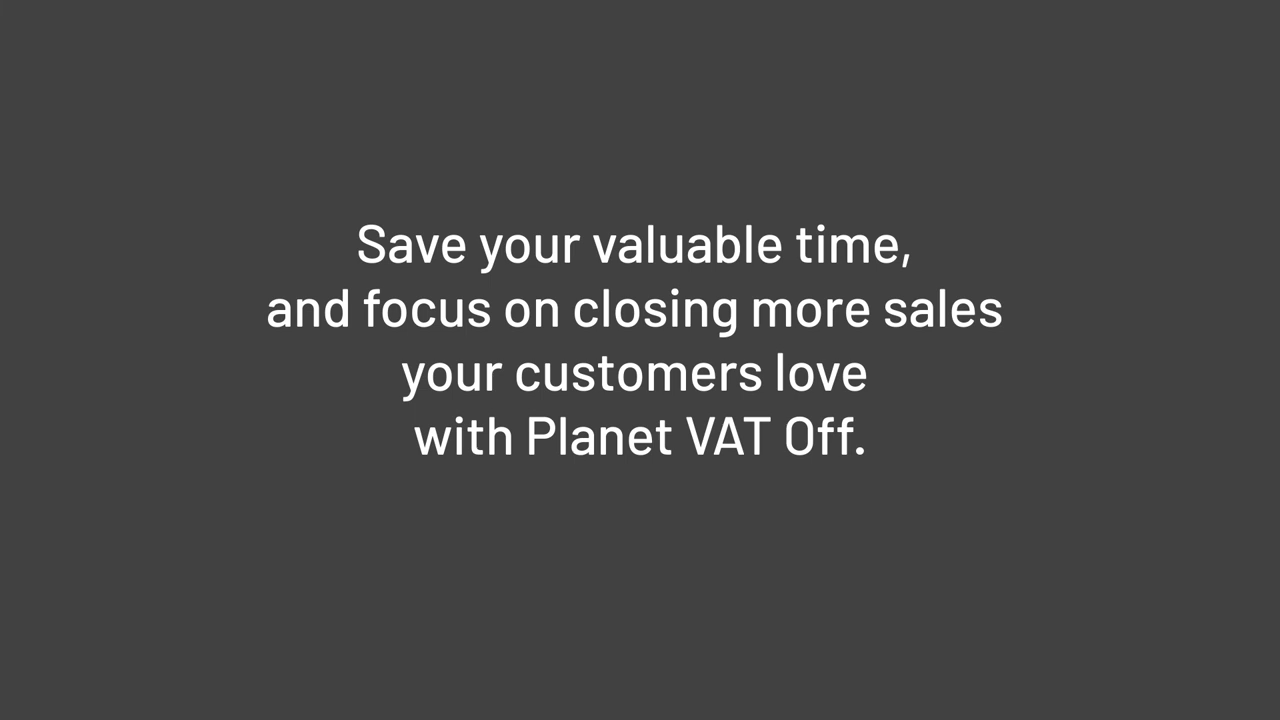 Save your valuable time,
and focus on closing more sales
your customers love
with Planet VAT Off.